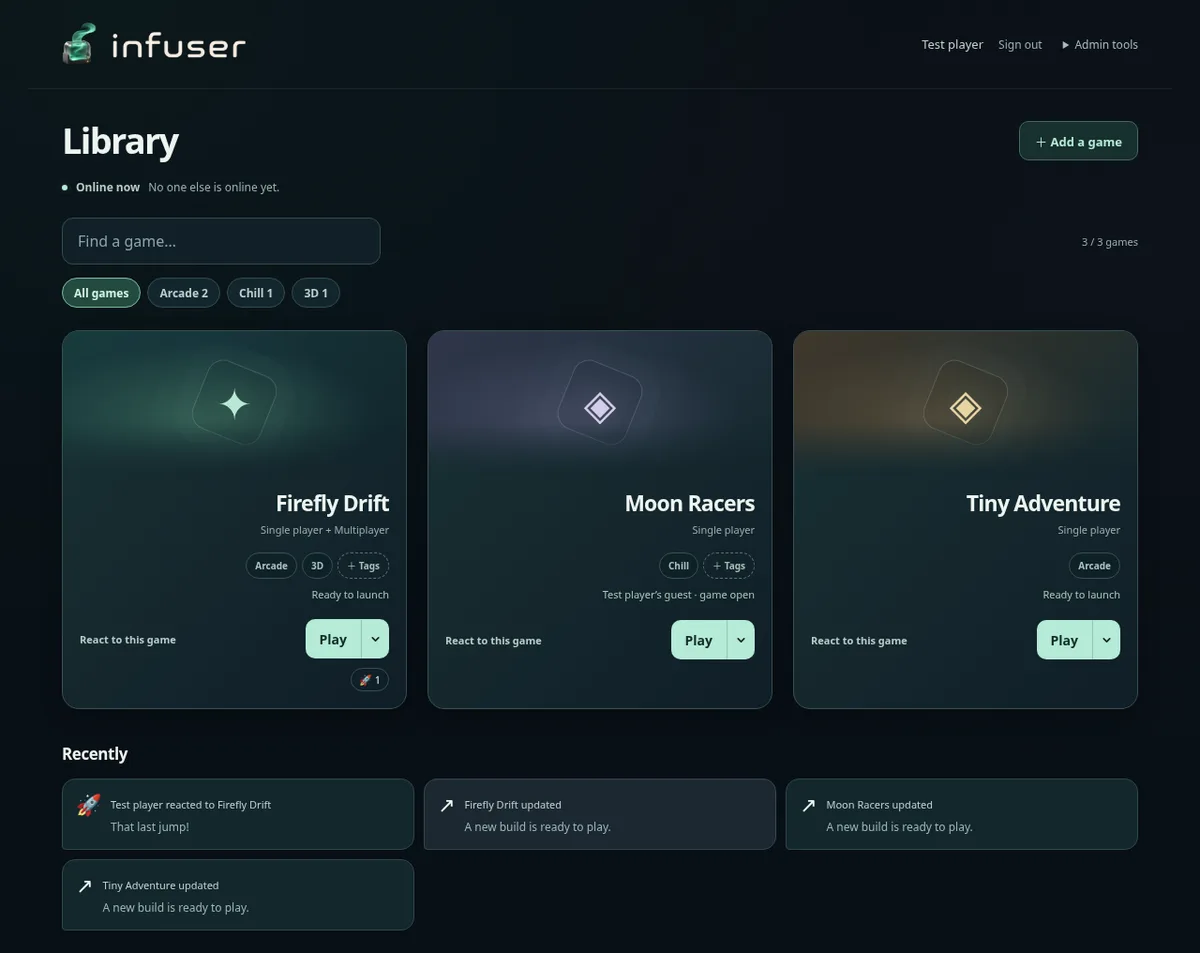 infuser
Test player Sign out ▶ Admin tools
Library
+ Add a game
Online now No one else is online yet.
Find a game...
3 / 3 games
All games Arcade 2 Chill 1 3D 1
Firefly Drift
Single player + Multiplayer
Arcade 3D + Tags
Ready to launch
React to this game Play
🚀 1
Moon Racers
Single player
Chill + Tags
Test player's guest · game open
React to this game Play
Tiny Adventure
Single player
Arcade
Ready to launch
React to this game Play
Recently
Test player reacted to Firefly Drift
That last jump!
Firefly Drift updated
A new build is ready to play.
Moon Racers updated
A new build is ready to play.
Tiny Adventure updated
A new build is ready to play.